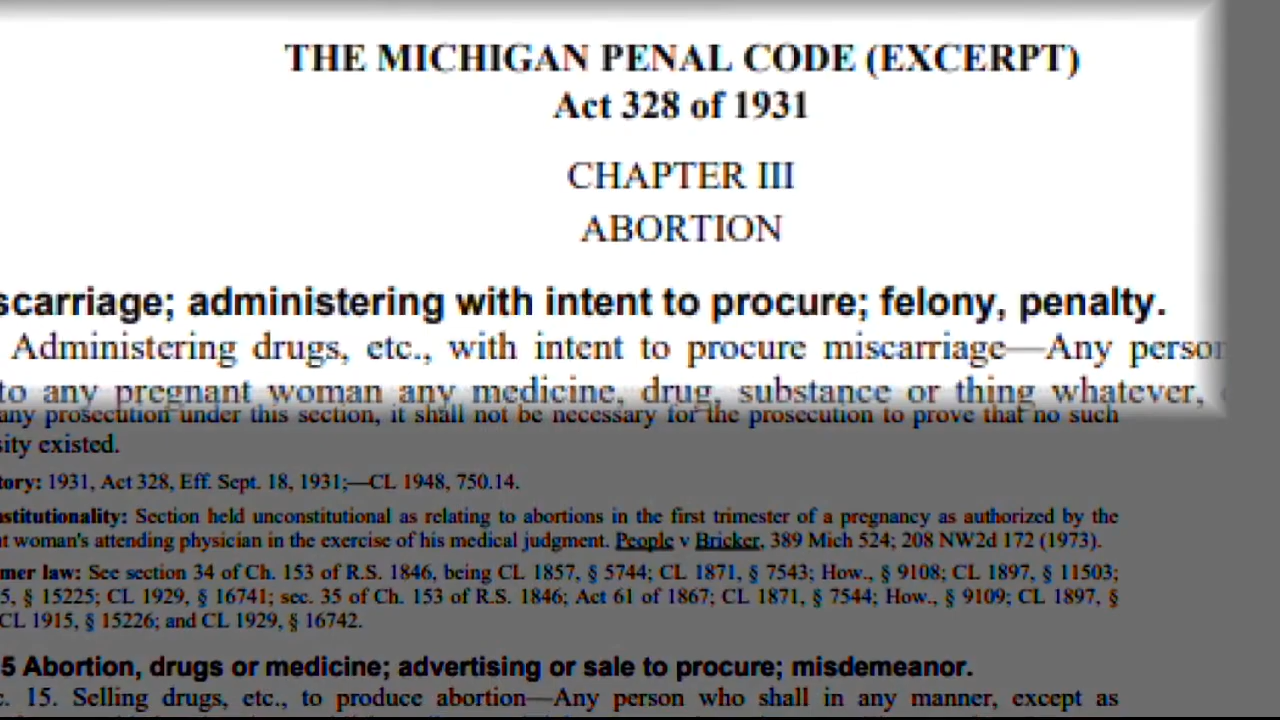 THE MICHIGAN PENAL CODE (EXCERPT)
Act 328 of 1931
CHAPTER III
ABORTION
scarriage; administering with intent to procure; felony, penalty.
Administering drugs, etc., with intent to procure miscarriage—Any person
to any pregnant woman any medicine, drug, substance or thing whatever,
any prosecution under this section, it shall not be necessary for the prosecution to prove that no such
sity existed.
tory: 1931, Act 328, Eff. Sept. 18, 1931;—CL 1948, 750.14.
nstitutionality: Section held unconstitutional as relating to abortions in the first trimester of a pregnancy as authorized by the
nt woman's attending physician in the exercise of his medical judgment. People v Bricker, 389 Mich 524; 208 NW2d 172 (1973).
mer law: See section 34 of Ch. 153 of R.S. 1846, being CL 1857, § 5744; CL 1871, § 7543; How., § 9108; CL 1897, § 11503;
5, § 15225; CL 1929, § 16741; sec. 35 of Ch. 153 of R.S. 1846; Act 61 of 1867; CL 1871, § 7544; How., § 9109; CL 1897, §
CL 1915, § 15226; and CL 1929, § 16742.
5 Abortion, drugs or medicine; advertising or sale to procure; misdemeanor.
c. 15. Selling drugs, etc., to produce abortion—Any person who shall in any manner, except as